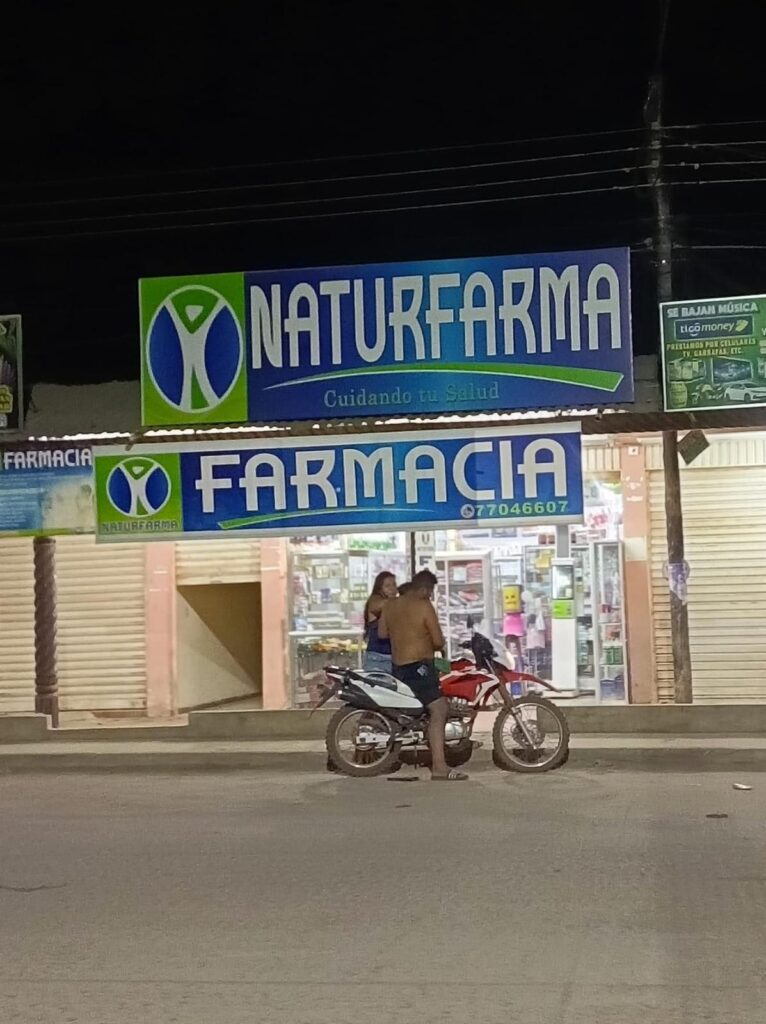 NATURFARMA
Cuidando tu Salud
SE BAJAN MÚSICA
tigo money
PRESTAMOS POR CELULARES
TV, GARRAFAS, ETC.
FARMACIA
FARMACIA
77046607
NATURFARMA